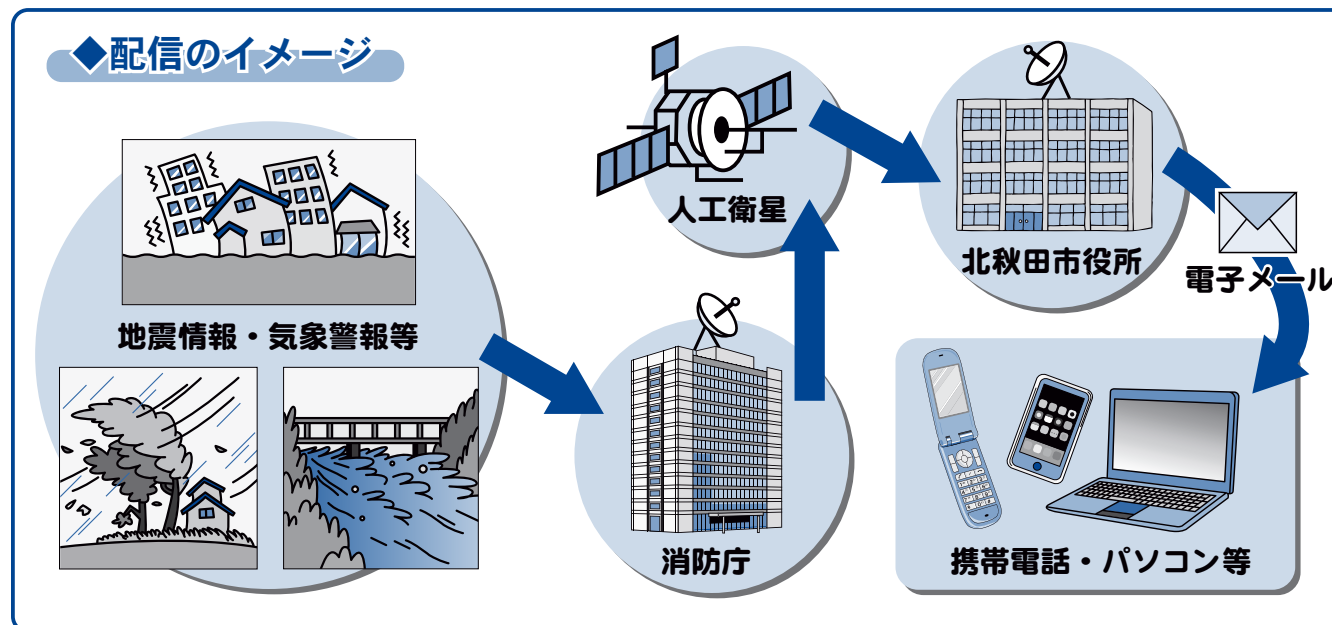 ◆配信のイメージ
地震情報・気象警報等
消防庁
人工衛星
北秋田市役所
電子メール
携帯電話・パソコン等